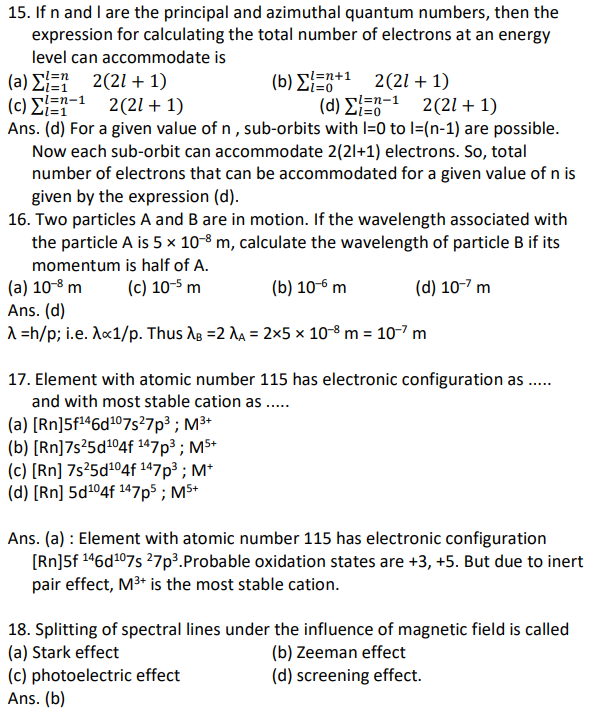 15. If n and l are the principal and azimuthal quantum numbers, then the
expression for calculating the total number of electrons at an energy
level can accommodate is
(a) ∑ₗ₌₁ˡ⁼ⁿ 2(2l + 1) (b) ∑ₗ₌₀ˡ⁼ⁿ⁺¹ 2(2l + 1)
(c) ∑ₗ₌₁ˡ⁼ⁿ⁻¹ 2(2l + 1) (d) ∑ₗ₌₀ˡ⁼ⁿ⁻¹ 2(2l + 1)
Ans. (d) For a given value of n , sub-orbits with l=0 to l=(n-1) are possible.
Now each sub-orbit can accommodate 2(2l+1) electrons. So, total
number of electrons that can be accommodated for a given value of n is
given by the expression (d).
16. Two particles A and B are in motion. If the wavelength associated with
the particle A is 5 × 10⁻⁸ m, calculate the wavelength of particle B if its
momentum is half of A.
(a) 10⁻⁸ m (c) 10⁻⁵ m (b) 10⁻⁶ m (d) 10⁻⁷ m
Ans. (d)
λ =h/p; i.e. λ∝1/p. Thus λ_B =2 λ_A = 2×5 × 10⁻⁸ m = 10⁻⁷ m
17. Element with atomic number 115 has electronic configuration as .....
and with most stable cation as .....
(a) [Rn]5f¹⁴6d¹⁰7s²7p³ ; M³⁺
(b) [Rn]7s²5d¹⁰4f ¹⁴7p³ ; M⁵⁺
(c) [Rn] 7s²5d¹⁰4f ¹⁴7p³ ; M⁺
(d) [Rn] 5d¹⁰4f ¹⁴7p⁵ ; M⁵⁺
Ans. (a) : Element with atomic number 115 has electronic configuration
[Rn]5f ¹⁴6d¹⁰7s ²7p³.Probable oxidation states are +3, +5. But due to inert
pair effect, M³⁺ is the most stable cation.
18. Splitting of spectral lines under the influence of magnetic field is called
(a) Stark effect (b) Zeeman effect
(c) photoelectric effect (d) screening effect.
Ans. (b)